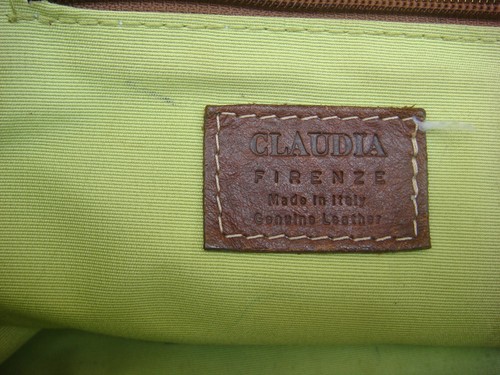 CLAUDIA
FIRENZE
Made in Italy
Genuine Leather